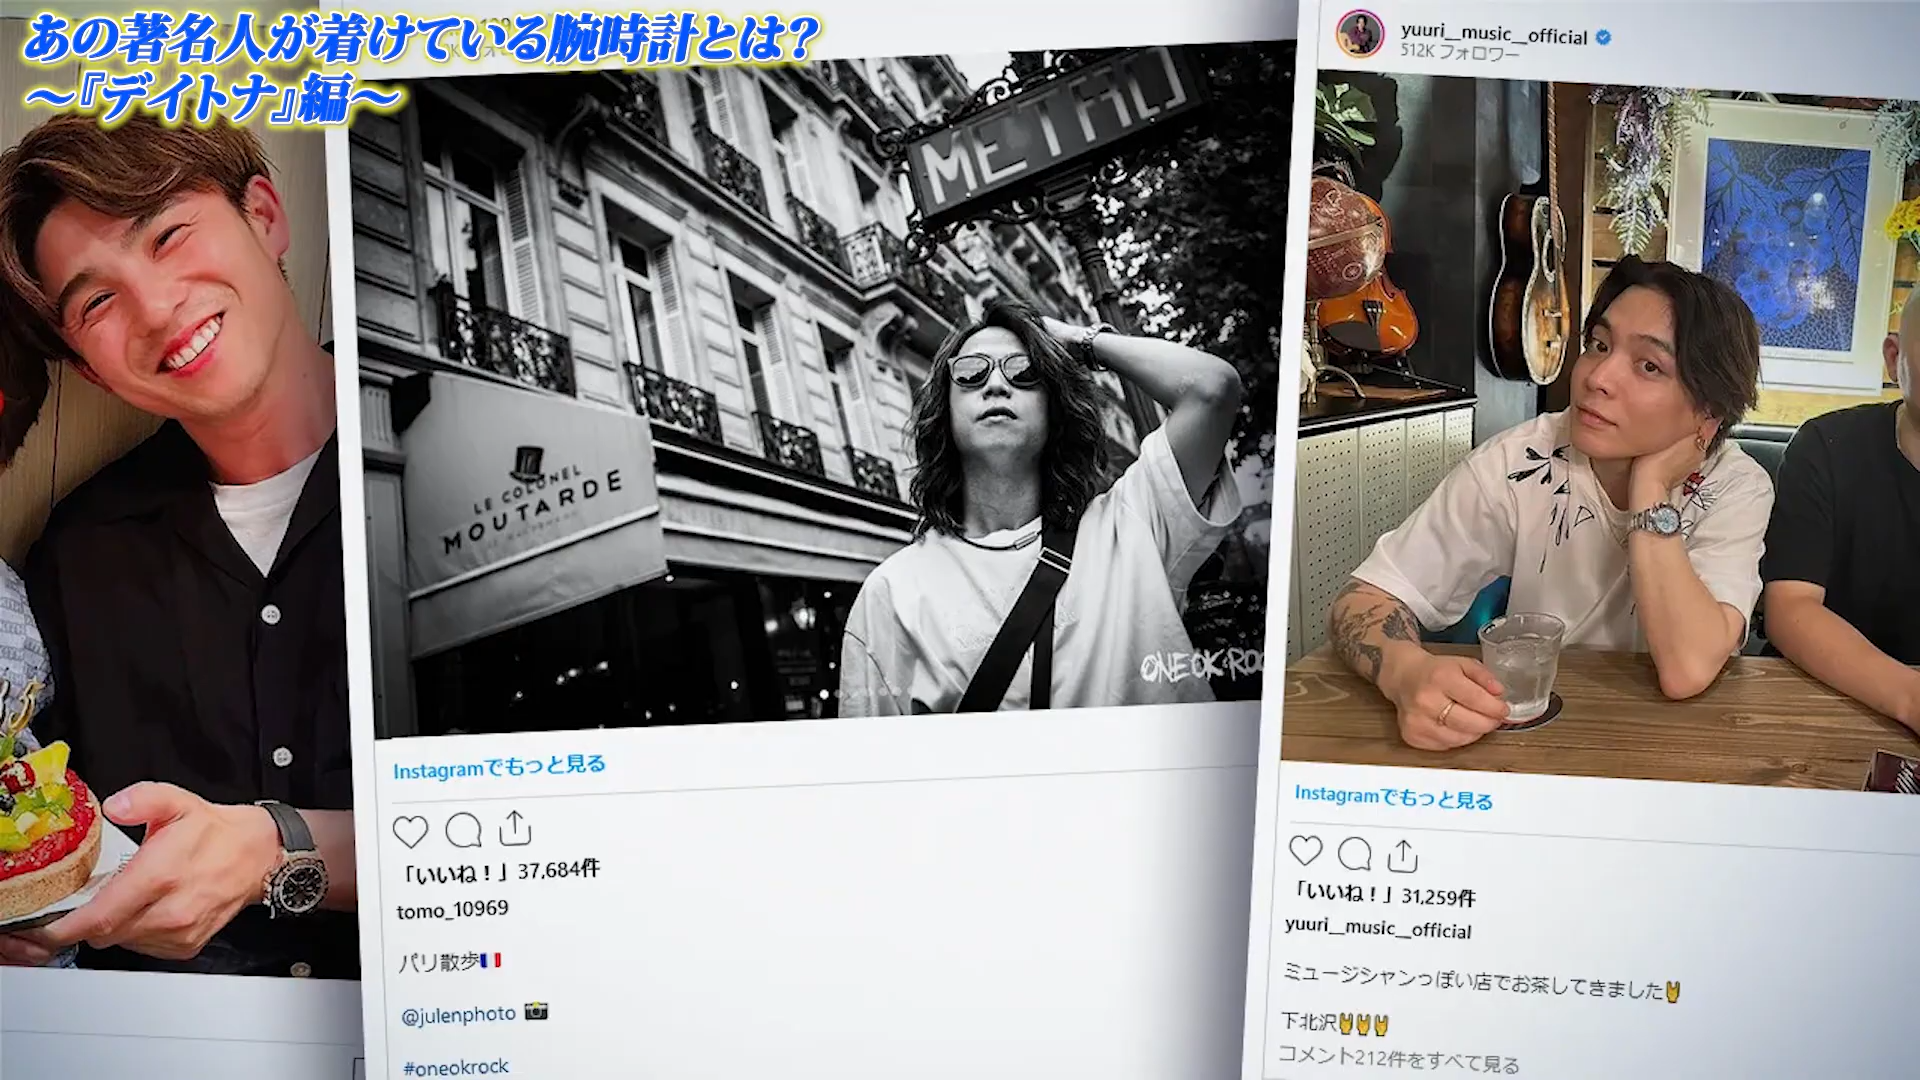 あの著名人が着けている腕時計とは?
～『デイトナ』編～
METRO
LE COLONEL
MOUTARDE
Instagramでもっと見る
「いいね！」37,684件
tomo_10969
パリ散歩🇫🇷
@julenphoto 📸
#oneokrock
yuuri__music__official
512K フォロワー
Instagramでもっと見る
「いいね！」31,259件
yuuri__music__official
ミュージシャンっぽい店でお茶してきました🤘
下北沢🤘🤘🤘
コメント212件をすべて見る